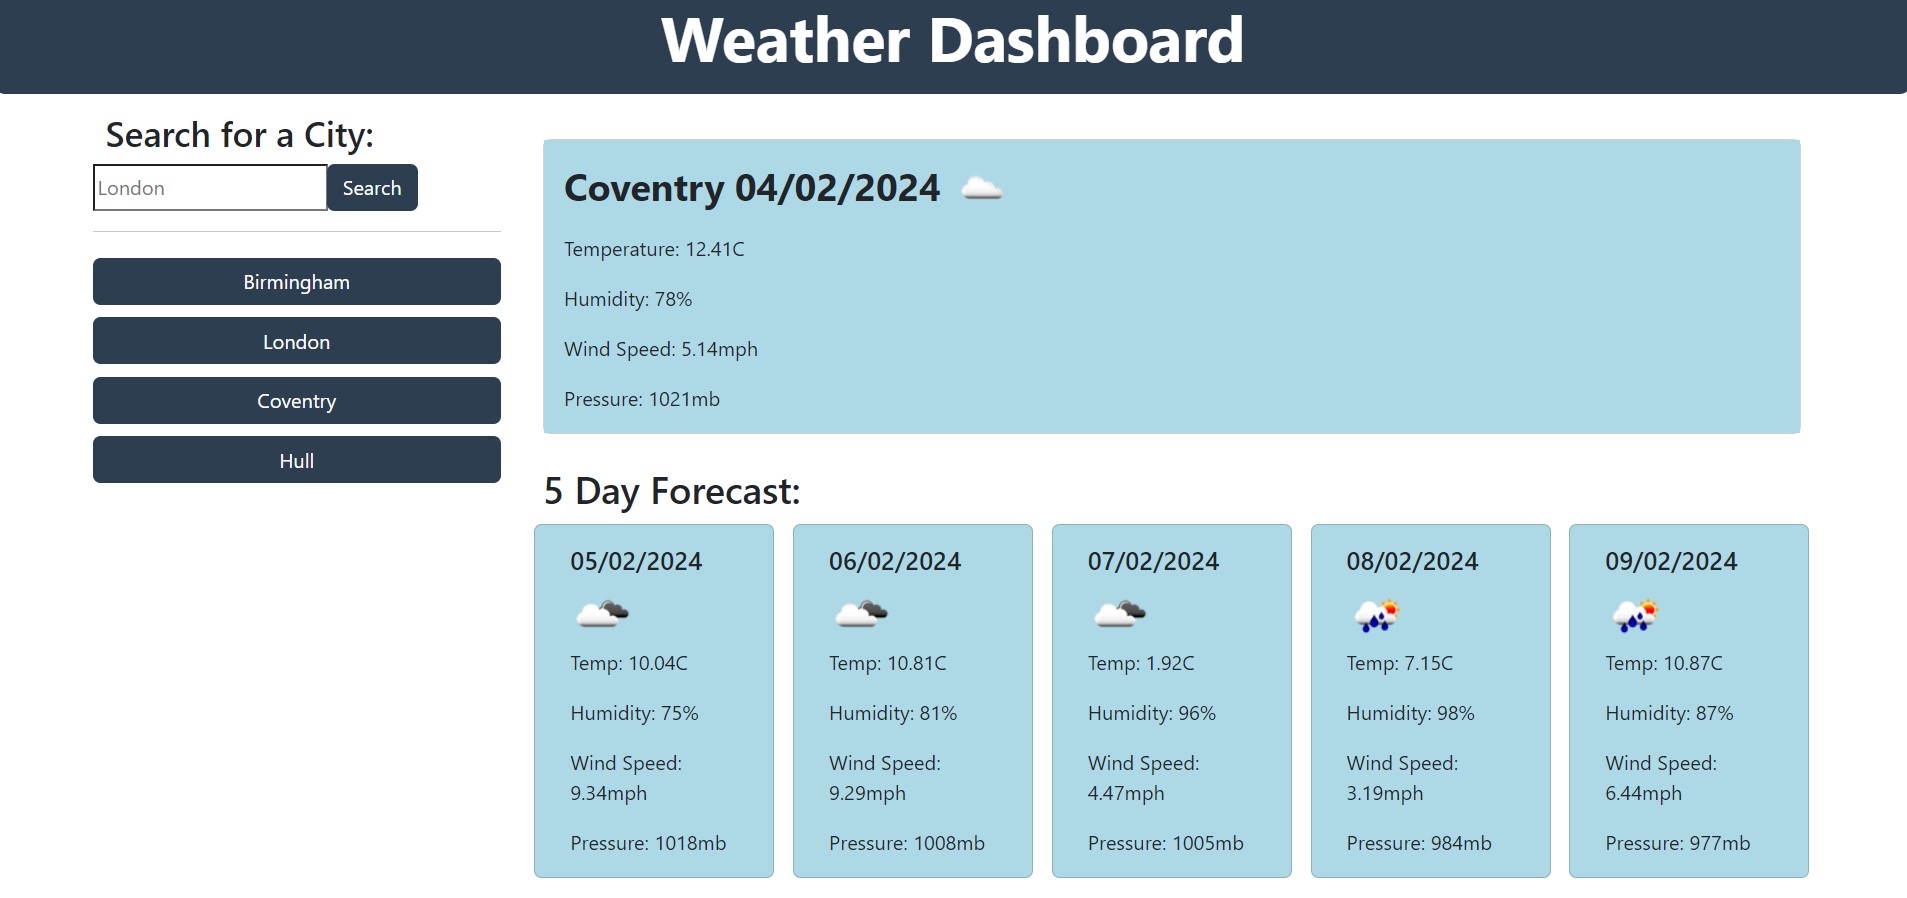 Weather Dashboard
Search for a City:
London
Search
Birmingham
London
Coventry
Hull
Coventry 04/02/2024
Temperature: 12.41C
Humidity: 78%
Wind Speed: 5.14mph
Pressure: 1021mb
5 Day Forecast:
05/02/2024
Temp: 10.04C
Humidity: 75%
Wind Speed:
9.34mph
Pressure: 1018mb
06/02/2024
Temp: 10.81C
Humidity: 81%
Wind Speed:
9.29mph
Pressure: 1008mb
07/02/2024
Temp: 1.92C
Humidity: 96%
Wind Speed:
4.47mph
Pressure: 1005mb
08/02/2024
Temp: 7.15C
Humidity: 98%
Wind Speed:
3.19mph
Pressure: 984mb
09/02/2024
Temp: 10.87C
Humidity: 87%
Wind Speed:
6.44mph
Pressure: 977mb